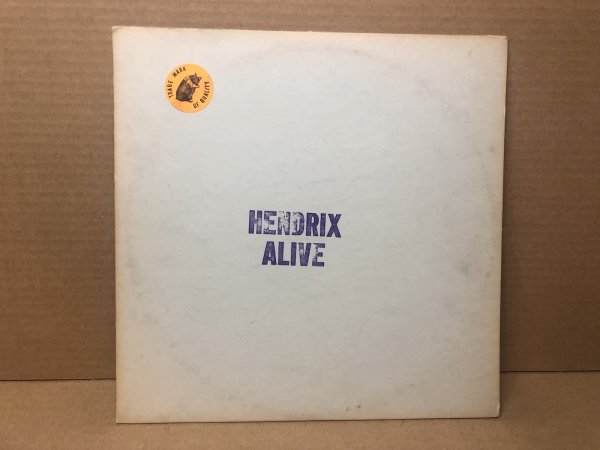 TRADE MARK
OF QUALITY
HENDRIX
ALIVE